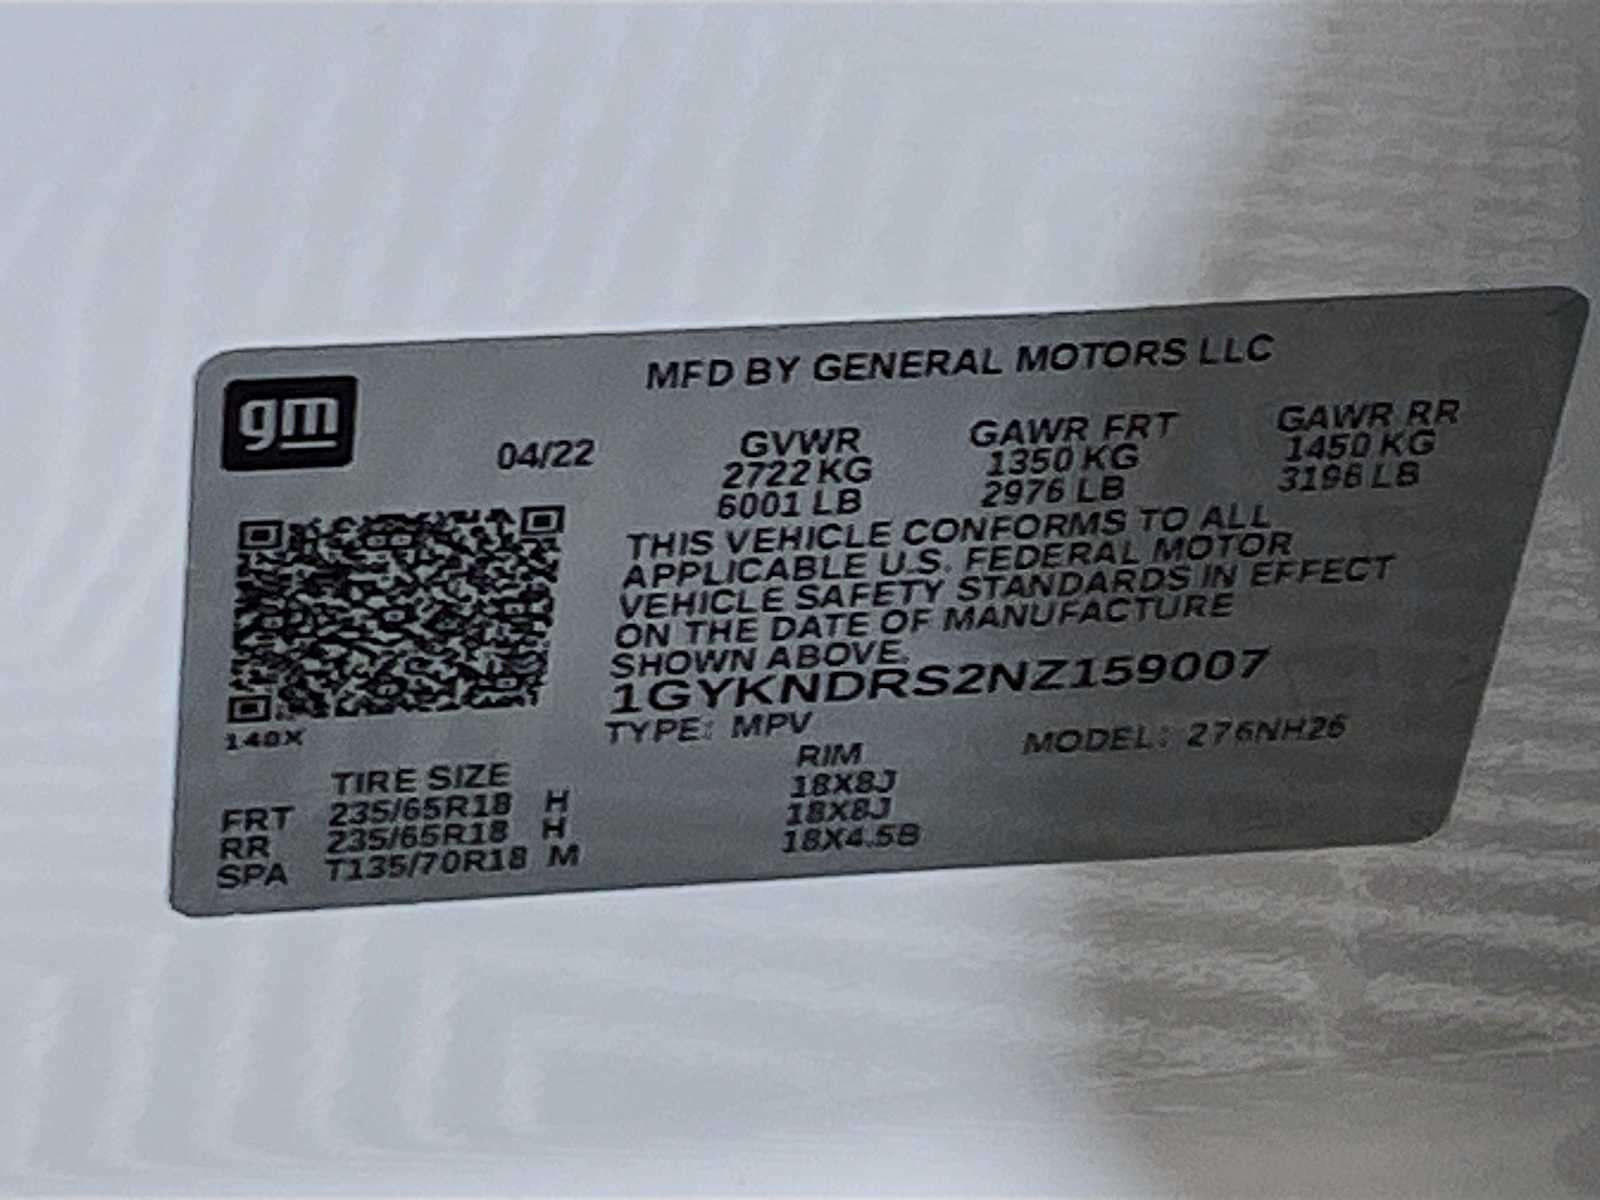 MFD BY GENERAL MOTORS LLC
gm
04/22
GVWR GAWR FRT GAWR RR
2722 KG 1350 KG 1450 KG
6001 LB 2976 LB 3196 LB
THIS VEHICLE CONFORMS TO ALL
APPLICABLE U.S. FEDERAL MOTOR
VEHICLE SAFETY STANDARDS IN EFFECT
ON THE DATE OF MANUFACTURE
SHOWN ABOVE.
1GYKNDRS2NZ159007
TYPE: MPV MODEL: 276NH26
140X
TIRE SIZE RIM
FRT 235/65R18 H 18X8J
RR 235/65R18 H 18X8J
SPA T135/70R18 M 18X4.5B